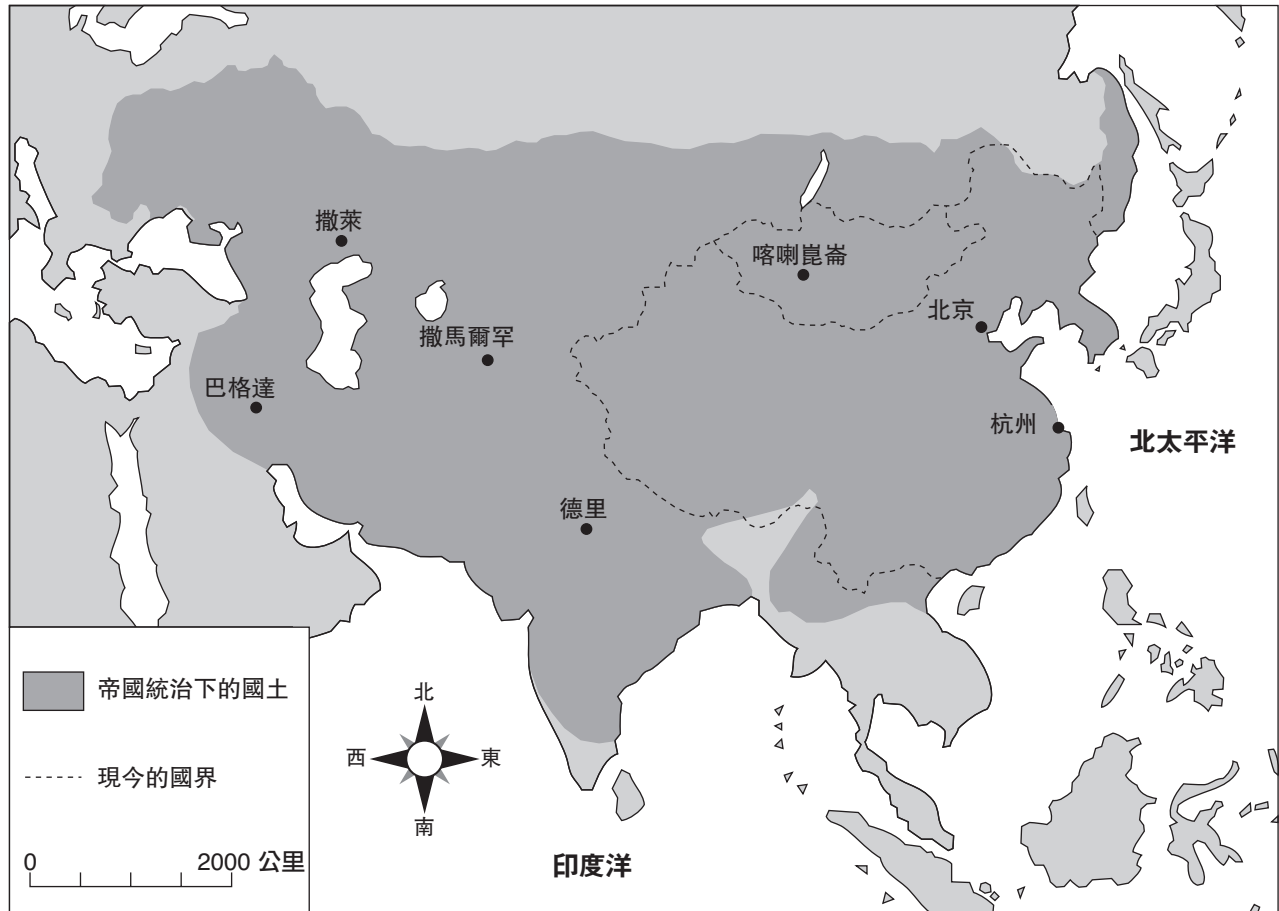 撒萊
喀喇崑崙
北京
撒馬爾罕
巴格達
杭州
北太平洋
德里
帝國統治下的國土
現今的國界
0 2000 公里
北
西 東
南
印度洋